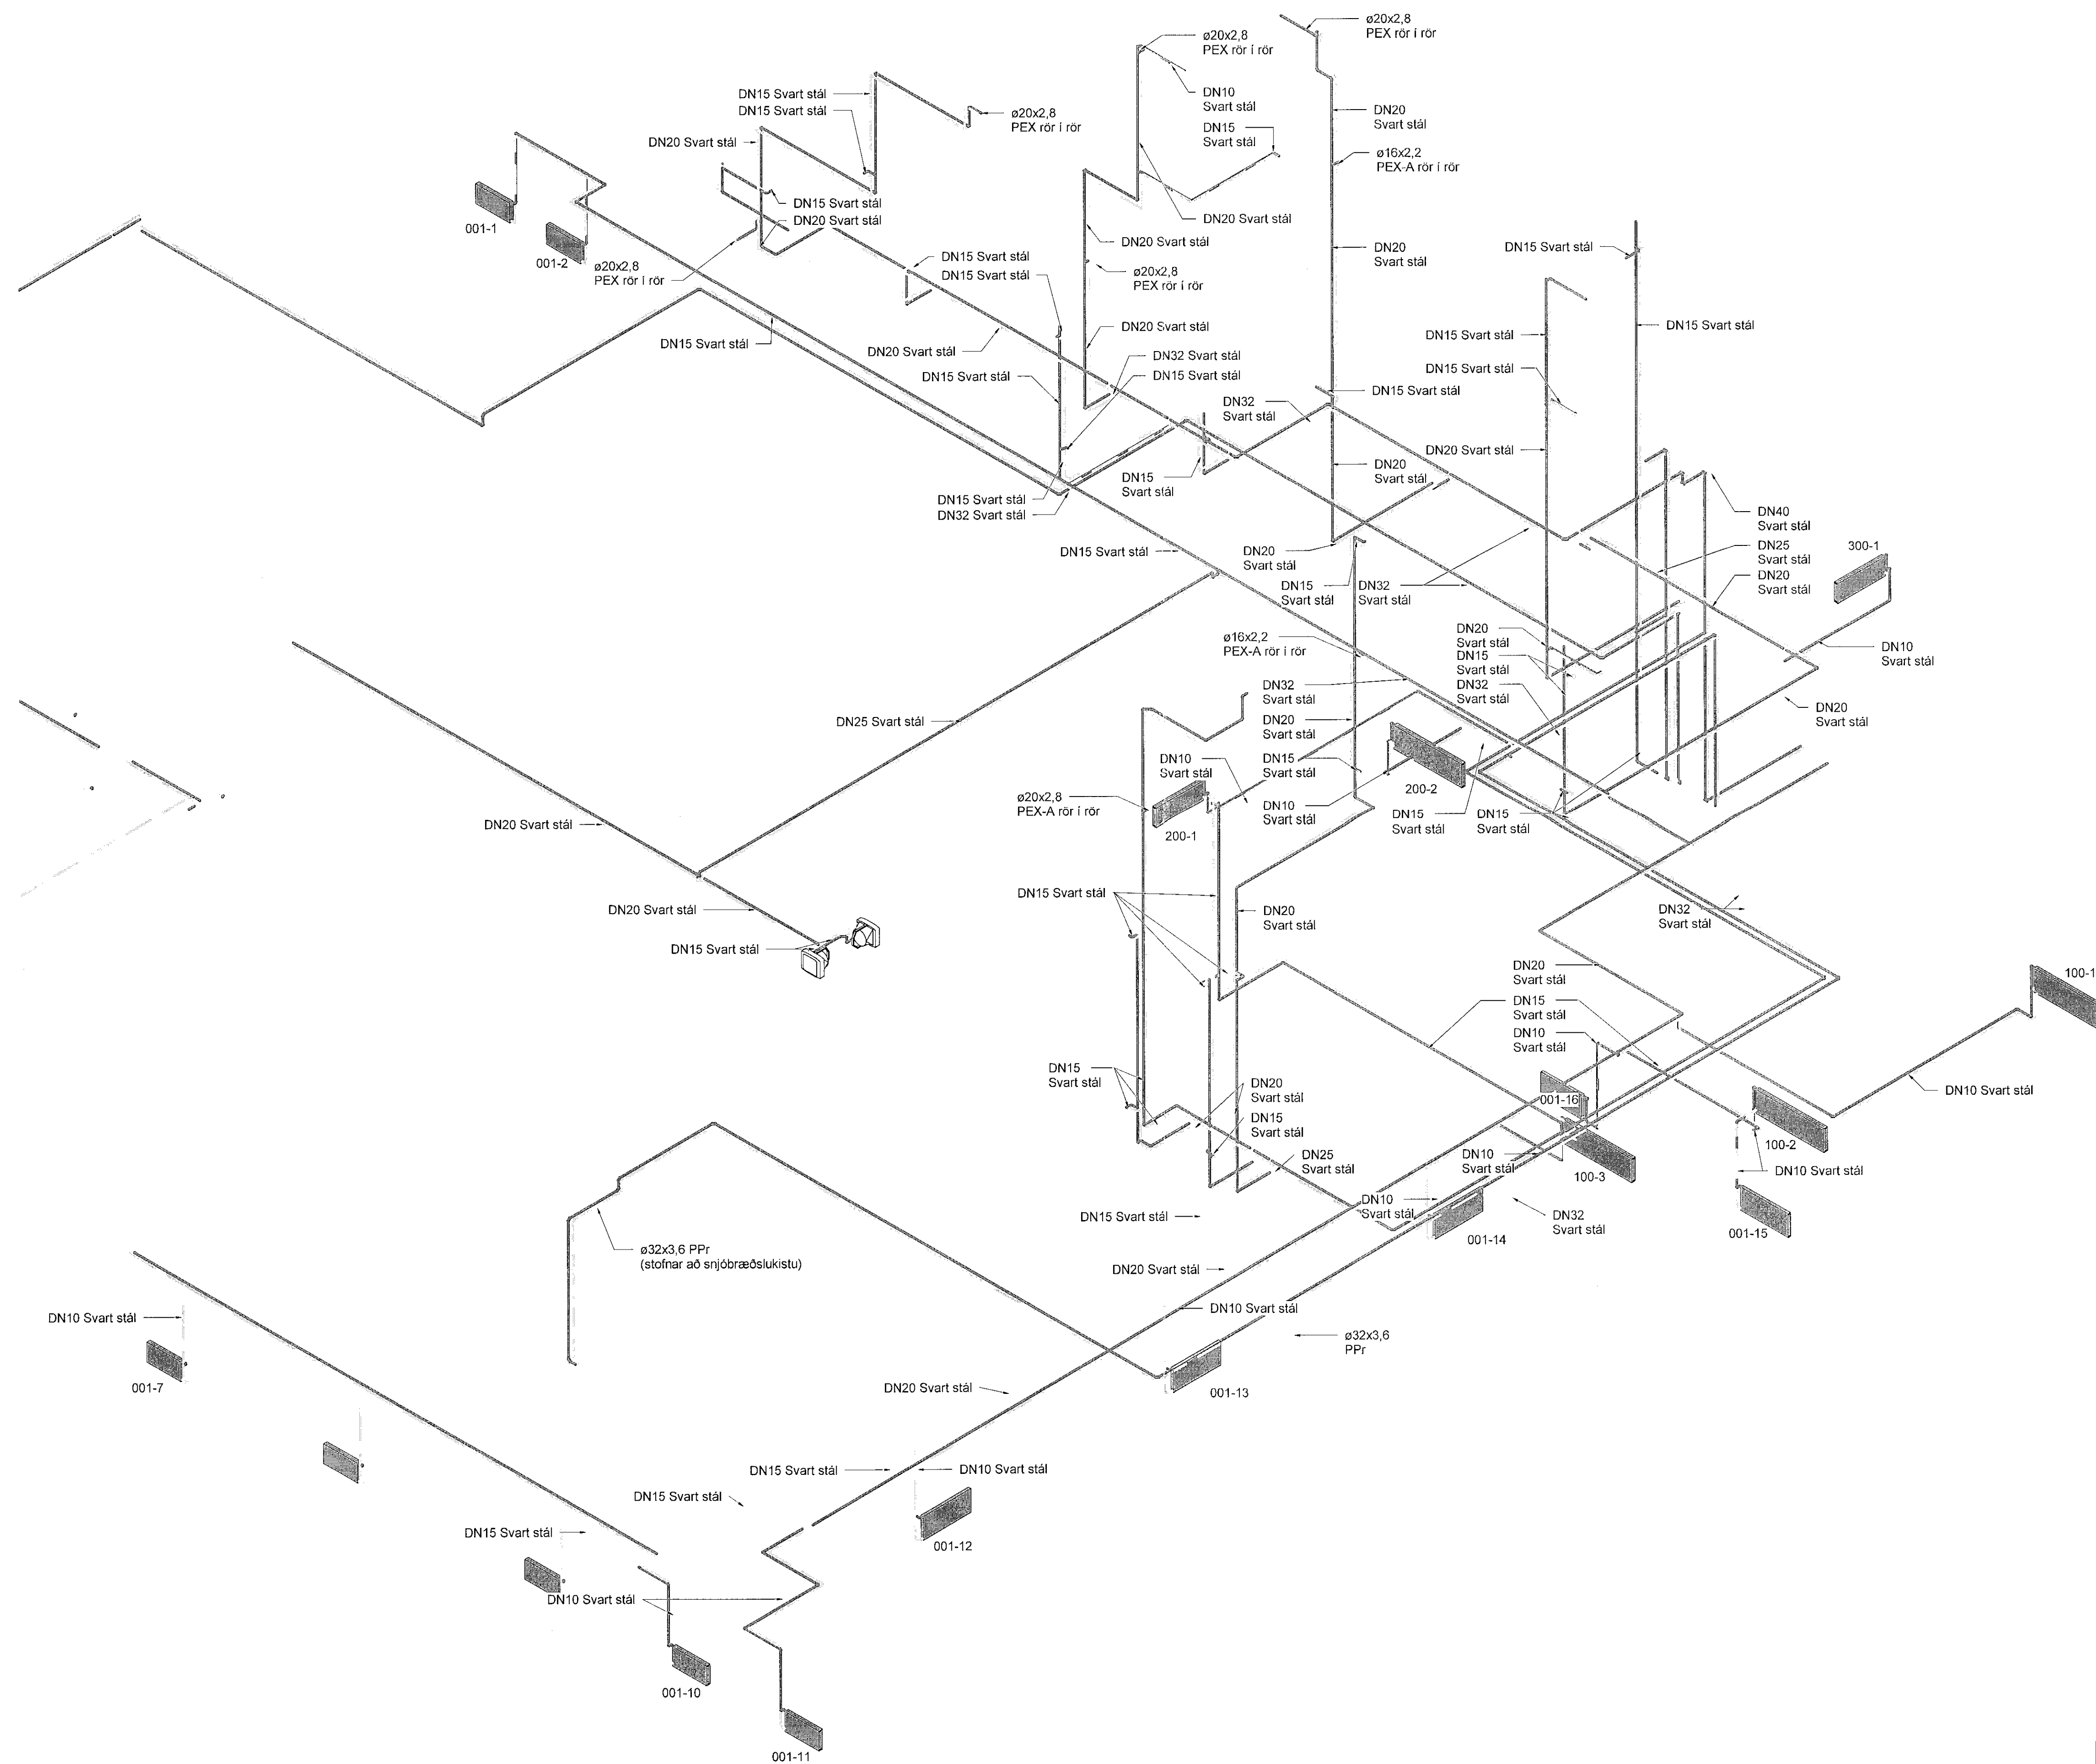 ø20x2,8
PEX rör í rör
ø20x2,8
PEX rör í rör
DN15 Svart stál
DN15 Svart stál
DN10
Svart stál
ø20x2,8
PEX rör í rör
DN20
Svart stál
DN20 Svart stál
DN15
Svart stál
ø16x2,2
PEX-A rör í rör
001-1
DN15 Svart stál
DN20 Svart stál
DN20 Svart stál
001-2
ø20x2,8
PEX rör í rör
DN15 Svart stál
DN15 Svart stál
DN20 Svart stál
ø20x2,8
PEX rör í rör
DN20
Svart stál
DN15 Svart stál
DN15 Svart stál
DN20 Svart stál
DN20 Svart stál
DN32 Svart stál
DN15 Svart stál
DN15 Svart stál
DN15 Svart stál
DN15 Svart stál
DN15 Svart stál
DN15 Svart stál
DN32
Svart stál
DN20 Svart stál
DN15
Svart stál
DN20
Svart stál
DN15 Svart stál
DN32 Svart stál
DN40
Svart stál
DN15 Svart stál
DN20
Svart stál
DN25
Svart stál
300-1
DN20
Svart stál
DN15
Svart stál
DN32
Svart stál
ø16x2,2
PEX-A rör í rör
DN20
Svart stál
DN15
Svart stál
DN10
Svart stál
DN32
Svart stál
DN32
Svart stál
DN20
Svart stál
DN25 Svart stál
DN20
Svart stál
DN10
Svart stál
DN15
Svart stál
200-2
ø20x2,8
PEX-A rör í rör
DN10
Svart stál
DN15
Svart stál
DN15
Svart stál
DN20 Svart stál
200-1
DN15 Svart stál
DN20 Svart stál
DN20
Svart stál
DN32
Svart stál
DN15 Svart stál
DN20
Svart stál
100-1
DN15
Svart stál
DN10
Svart stál
DN15
Svart stál
DN20
Svart stál
001-16
DN10 Svart stál
DN15
Svart stál
DN25
Svart stál
DN10
Svart stál
100-2
100-3
DN10 Svart stál
DN10
Svart stál
DN15 Svart stál
DN32
Svart stál
001-14
001-15
ø32x3,6 PPr
(stofnar að snjóbræðslukistu)
DN20 Svart stál
DN10 Svart stál
DN10 Svart stál
ø32x3,6
PPr
001-7
DN20 Svart stál
001-13
DN15 Svart stál
DN10 Svart stál
DN15 Svart stál
DN15 Svart stál
001-12
DN10 Svart stál
001-10
001-11